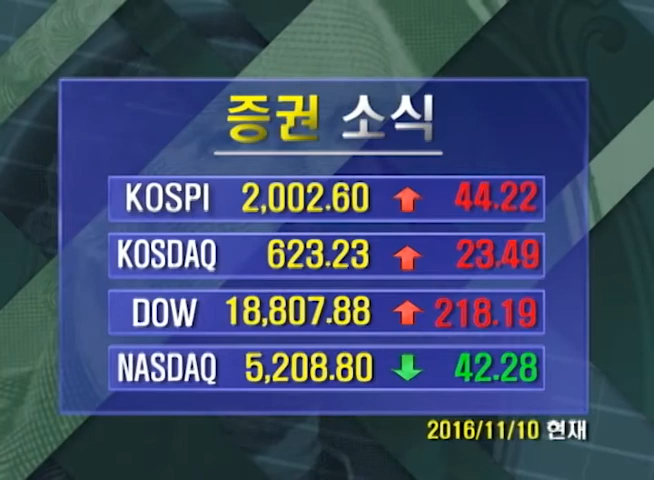 증권 소식
KOSPI 2,002.60 ⬆ 44.22
KOSDAQ 623.23 ⬆ 23.49
DOW 18,807.88 ⬆ 218.19
NASDAQ 5,208.80 ⬇ 42.28
2016/11/10 현재